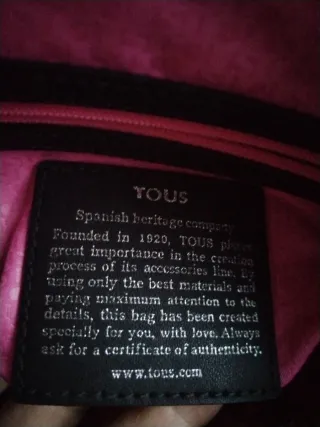 TOUS
Spanish heritage company
Founded in 1920, TOUS places
great importance in the creation
process of its accessories line. By
using only the best materials and
paying maximum attention to the
details, this bag has been created
specially for you, with love. Always
ask for a certificate of authenticity.
www.tous.com